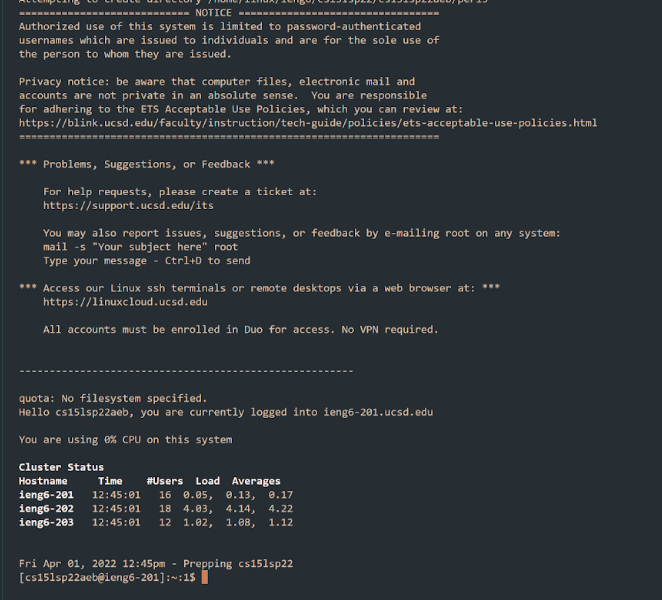 Attempting to create directory /home/linux/ieng6/cs15lsp22/cs15lsp22aeb/perl5
============================ NOTICE =================================
Authorized use of this system is limited to password-authenticated
usernames which are issued to individuals and are for the sole use of
the person to whom they are issued.
Privacy notice: be aware that computer files, electronic mail and
accounts are not private in an absolute sense.  You are responsible
for adhering to the ETS Acceptable Use Policies, which you can review at:
https://blink.ucsd.edu/faculty/instruction/tech-guide/policies/ets-acceptable-use-policies.html
======================================================================
*** Problems, Suggestions, or Feedback ***
For help requests, please create a ticket at:
https://support.ucsd.edu/its
You may also report issues, suggestions, or feedback by e-mailing root on any system:
mail -s "Your subject here" root
Type your message - Ctrl+D to send
*** Access our Linux ssh terminals or remote desktops via a web browser at: ***
https://linuxcloud.ucsd.edu
All accounts must be enrolled in Duo for access. No VPN required.
--------------------------------------------------------
quota: No filesystem specified.
Hello cs15lsp22aeb, you are currently logged into ieng6-201.ucsd.edu
You are using 0% CPU on this system
Cluster Status
Hostname     Time    #Users  Load  Averages
ieng6-201   12:45:01   16  0.05,  0.13,  0.17
ieng6-202   12:45:01   18  4.03,  4.14,  4.22
ieng6-203   12:45:01   12  1.02,  1.08,  1.12
Fri Apr 01, 2022 12:45pm - Prepping cs15lsp22
[cs15lsp22aeb@ieng6-201]:~:1$